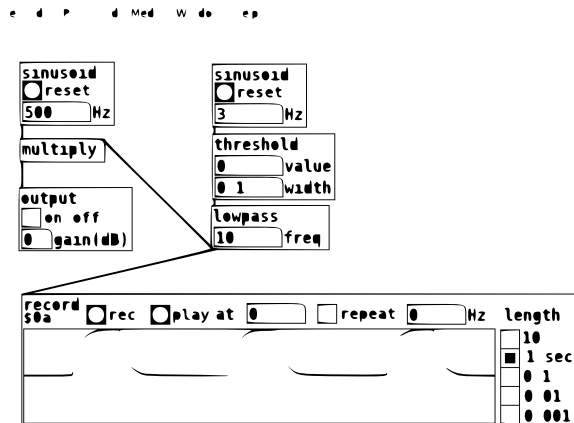 sinusoid
reset
500 Hz
multiply
output
on off
0 gain(dB)
sinusoid
reset
3 Hz
threshold
0 value
0 1 width
lowpass
10 freq
record
$0a
rec play at 0 repeat 0 Hz length
10
1 sec
0 1
0 01
0 001